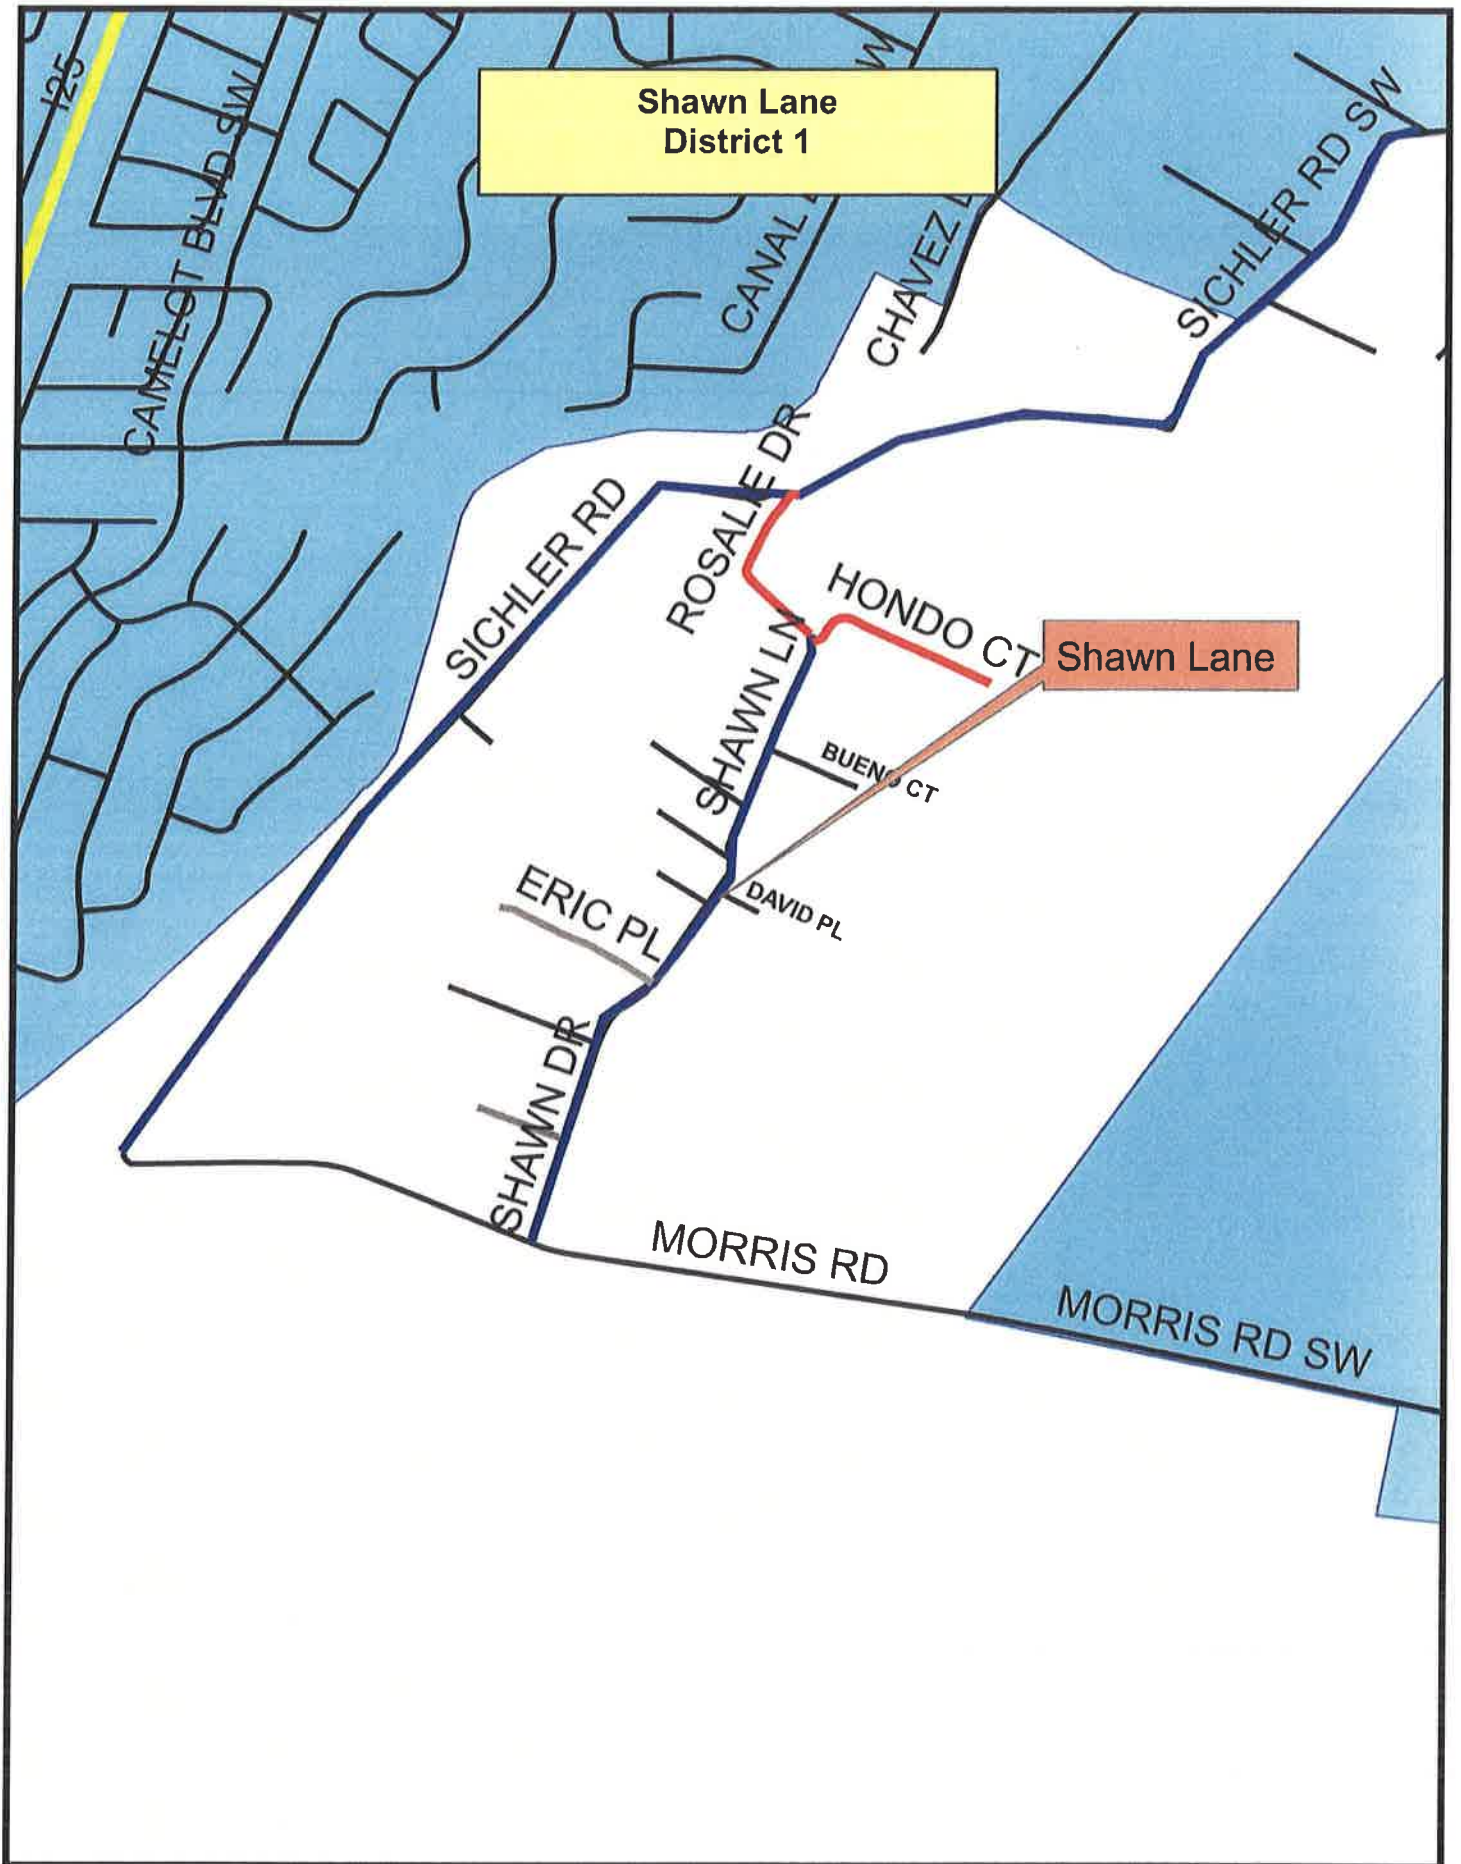 Shawn Lane
District 1
I25
CAMELOT BLVD SW
W
CANAL
CHAVEZ
SICHLER RD SW
ROSALIE DR
SICHLER RD
HONDO CT
Shawn Lane
SHAWN LN
BUENO CT
DAVID PL
ERIC PL
SHAWN DR
MORRIS RD
MORRIS RD SW